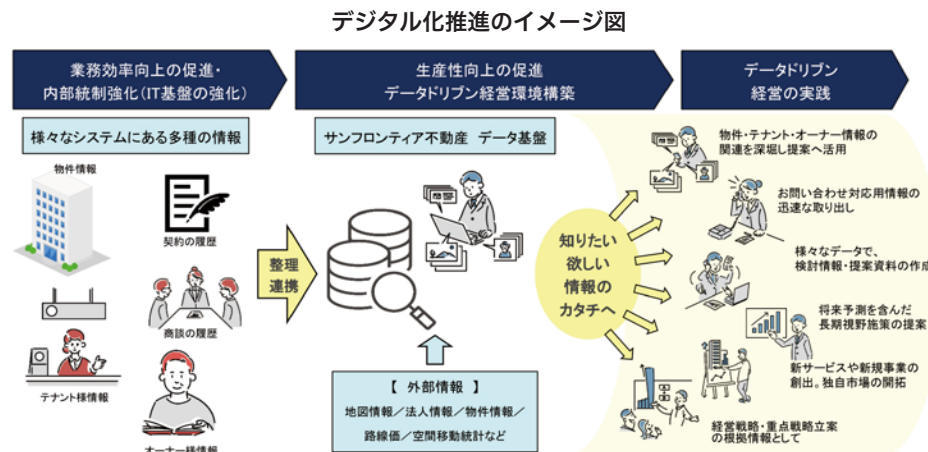 デジタル化推進のイメージ図
業務効率向上の促進・
内部統制強化(IT基盤の強化)
生産性向上の促進
データドリブン経営環境構築
データドリブン
経営の実践
様々なシステムにある多種の情報
物件情報
契約の履歴
商談の履歴
テナント様情報
オーナー様情報
整理
連携
サンフロンティア不動産 データ基盤
【 外部情報 】
地図情報/法人情報/物件情報/
路線価/空間移動統計など
知りたい
欲しい
情報の
カタチへ
物件・テナント・オーナー情報の
関連を深堀し提案へ活用
お問い合わせ対応用情報の
迅速な取り出し
様々なデータで、
検討情報・提案資料の作成
将来予測を含んだ
長期視野施策の提案
新サービスや新規事業の
創出。独自市場の開拓
経営戦略・重点戦略立案
の根拠情報として